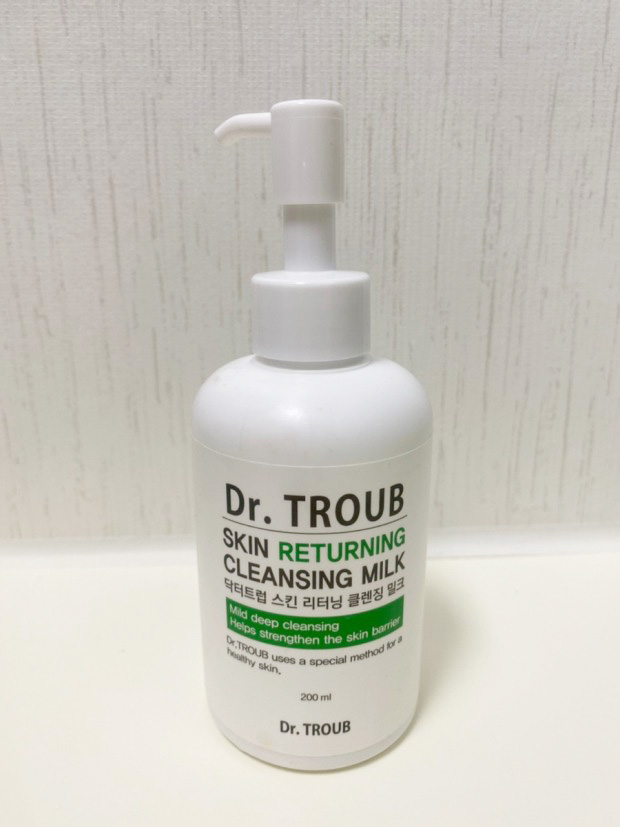 Dr. TROUB
SKIN RETURNING
CLEANSING MILK
닥터트럽 스킨 리터닝 클렌징 밀크
Mild deep cleansing
Helps strengthen the skin barrier
Dr.TROUB uses a special method for a
healthy skin.
200 ml
Dr. TROUB